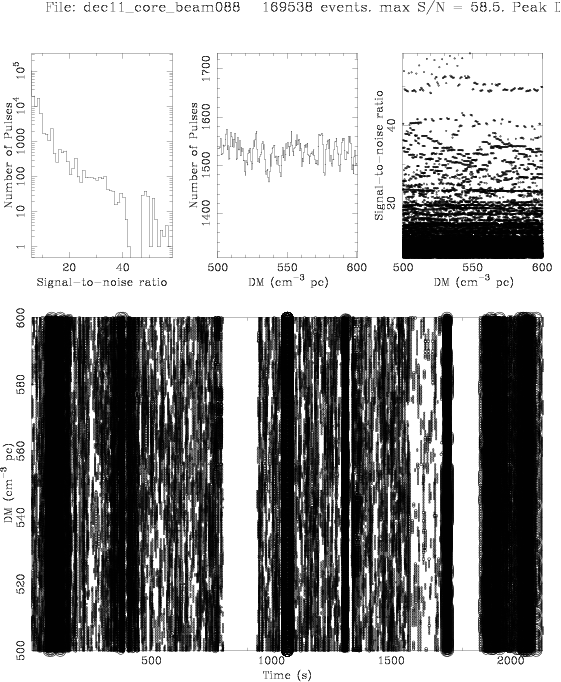 File: dec11_core_beam088 169538 events. max S/N = 58.5. Peak D
Number of Pulses
10^5
10^4
1000
100
10
1
20 40
Signal-to-noise ratio
Number of Pulses
1700
1600
1500
1400
500 550 600
DM (cm^-3 pc)
Signal-to-noise ratio
40
20
500 550 600
DM (cm^-3 pc)
DM (cm^-3 pc)
600
580
560
540
520
500
500 1000 1500 2000
Time (s)